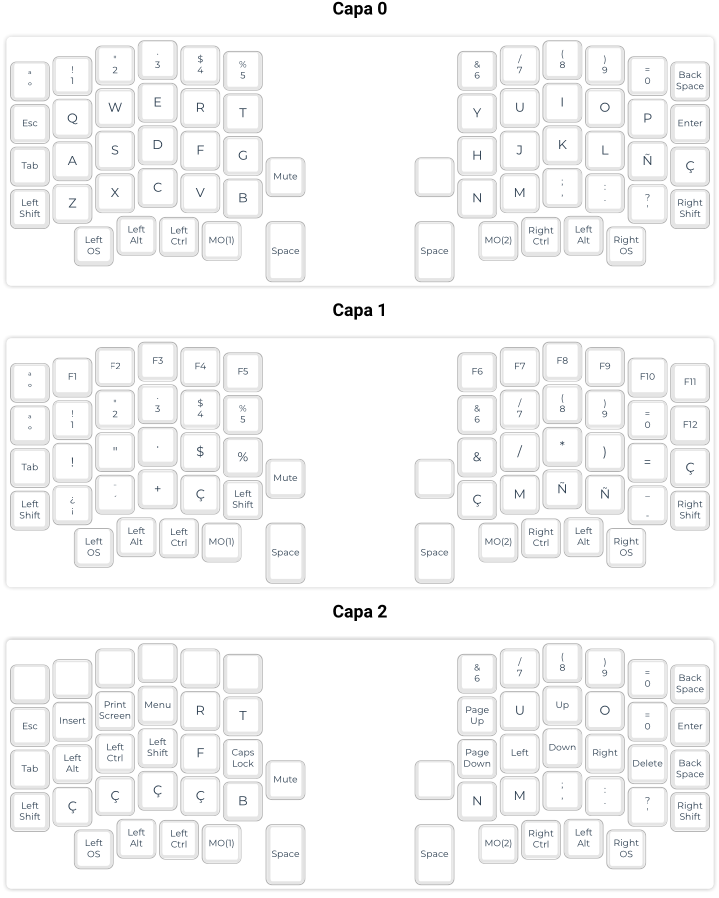 Capa 0
ª ! " · $ % & / ( ) = Back
º 1 2 3 4 5 6 7 8 9 0 Space
Esc Q W E R T Y U I O P Enter
Tab A S D F G Mute H J K L Ñ Ç
Left Z X C V B N M ; : ? Right
Shift , . ' Shift
Left Left Left MO(1) Space Space MO(2) Right Left Right
OS Alt Ctrl Ctrl Alt OS
Capa 1
ª F1 F2 F3 F4 F5 F6 F7 F8 F9 F10 F11
º
ª ! " · $ % & / ( ) = F12
º 1 2 3 4 5 6 7 8 9 0
Tab ! " · $ % Mute & / * ) = Ç
Left ¿ + Ç Left Ç M Ñ Ñ _ Right
Shift ¡ Shift - Shift
Left Left Left MO(1) Space Space MO(2) Right Left Right
OS Alt Ctrl Ctrl Alt OS
Capa 2
& / ( ) = Back
6 7 8 9 0 Space
Esc Insert Print Menu R T Page U Up O = Enter
Screen Up 0
Tab Left Left Left F Caps Mute Page Left Down Right Delete Back
Alt Ctrl Shift Lock Down Space
Left Ç Ç Ç Ç B N M ; : ? Right
Shift , . ' Shift
Left Left Left MO(1) Space Space MO(2) Right Left Right
OS Alt Ctrl Ctrl Alt OS